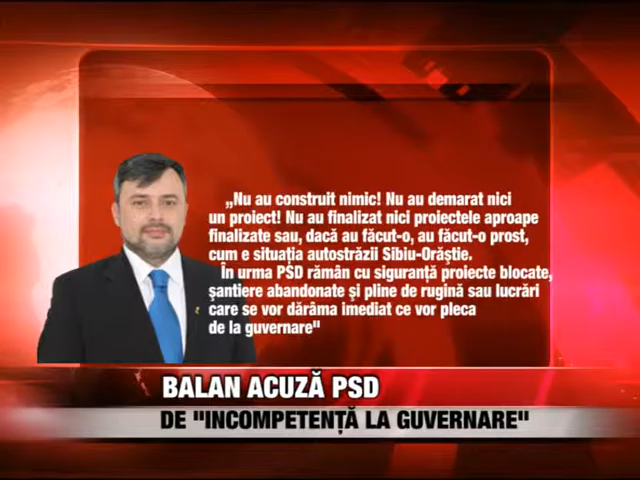 „Nu au construit nimic! Nu au demarat nici
un proiect! Nu au finalizat nici proiectele aproape
finalizate sau, dacă au făcut-o, au făcut-o prost,
cum e situația autostrăzii Sibiu-Orăștie.
În urma PSD rămân cu siguranță proiecte blocate,
șantiere abandonate și pline de rugină sau lucrări
care se vor dărâma imediat ce vor pleca
de la guvernare"
BALAN ACUZĂ PSD
DE "INCOMPETENȚĂ LA GUVERNARE"